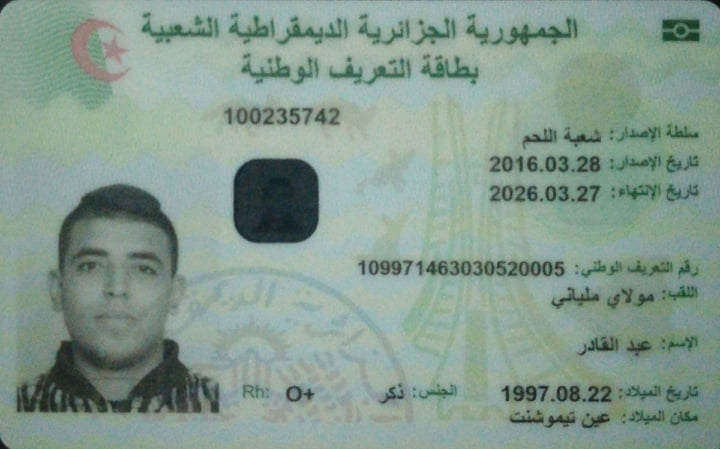 الجمهورية الجزائرية الديمقراطية الشعبية
بطاقة التعريف الوطنية
100235742
سلطة الإصدار: شعبة اللحم
تاريخ الإصدار: 2016.03.28
تاريخ الإنتهاء: 2026.03.27
رقم التعريف الوطني: 109971463030520005
اللقب: مولاي ملياني
الإسم: عبد القادر
تاريخ الميلاد: 1997.08.22 الجنس: ذكر Rh: O+
مكان الميلاد: عين تيموشنت